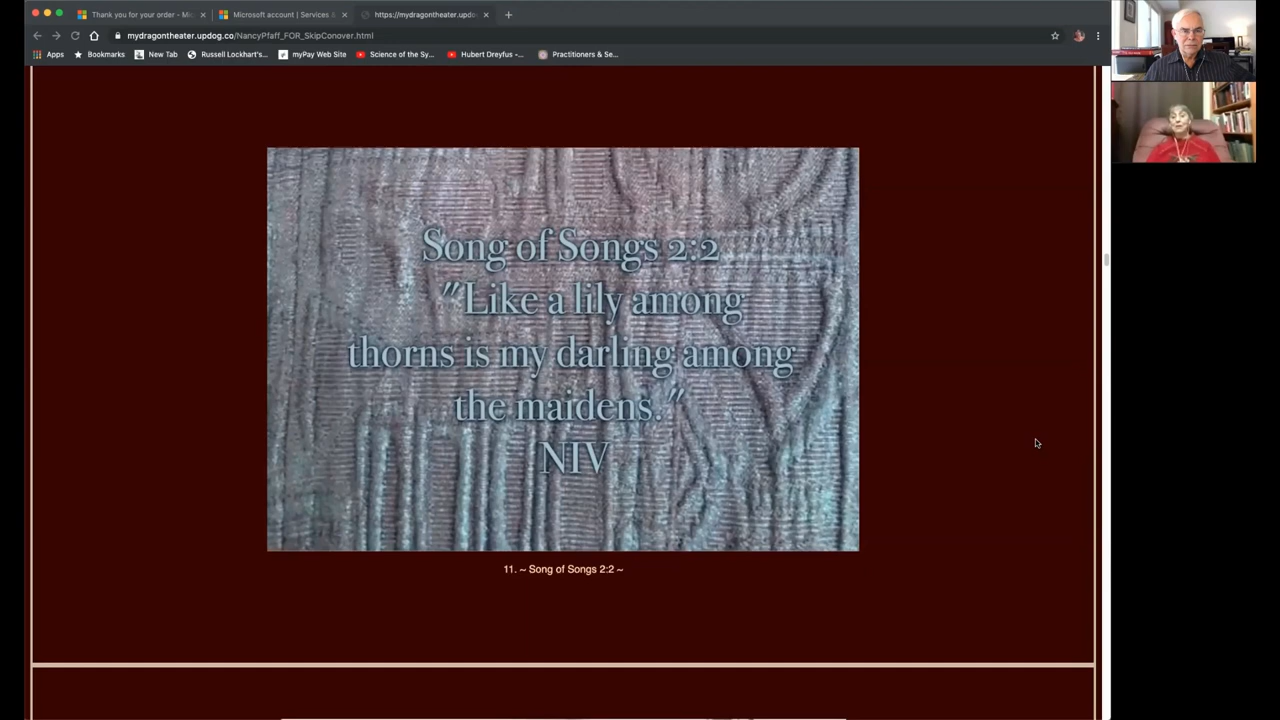 Thank you for your order - Mic
Microsoft account | Services &
https://mydragontheater.updo
mydragontheater.updog.co/NancyPfaff_FOR_SkipConover.html
Apps
Bookmarks
New Tab
Russell Lockhart's...
myPay Web Site
Science of the Sy...
Hubert Dreyfus -...
Practitioners & Se...
Song of Songs 2:2
"Like a lily among
thorns is my darling among
the maidens."
NIV
11. ~ Song of Songs 2:2 ~